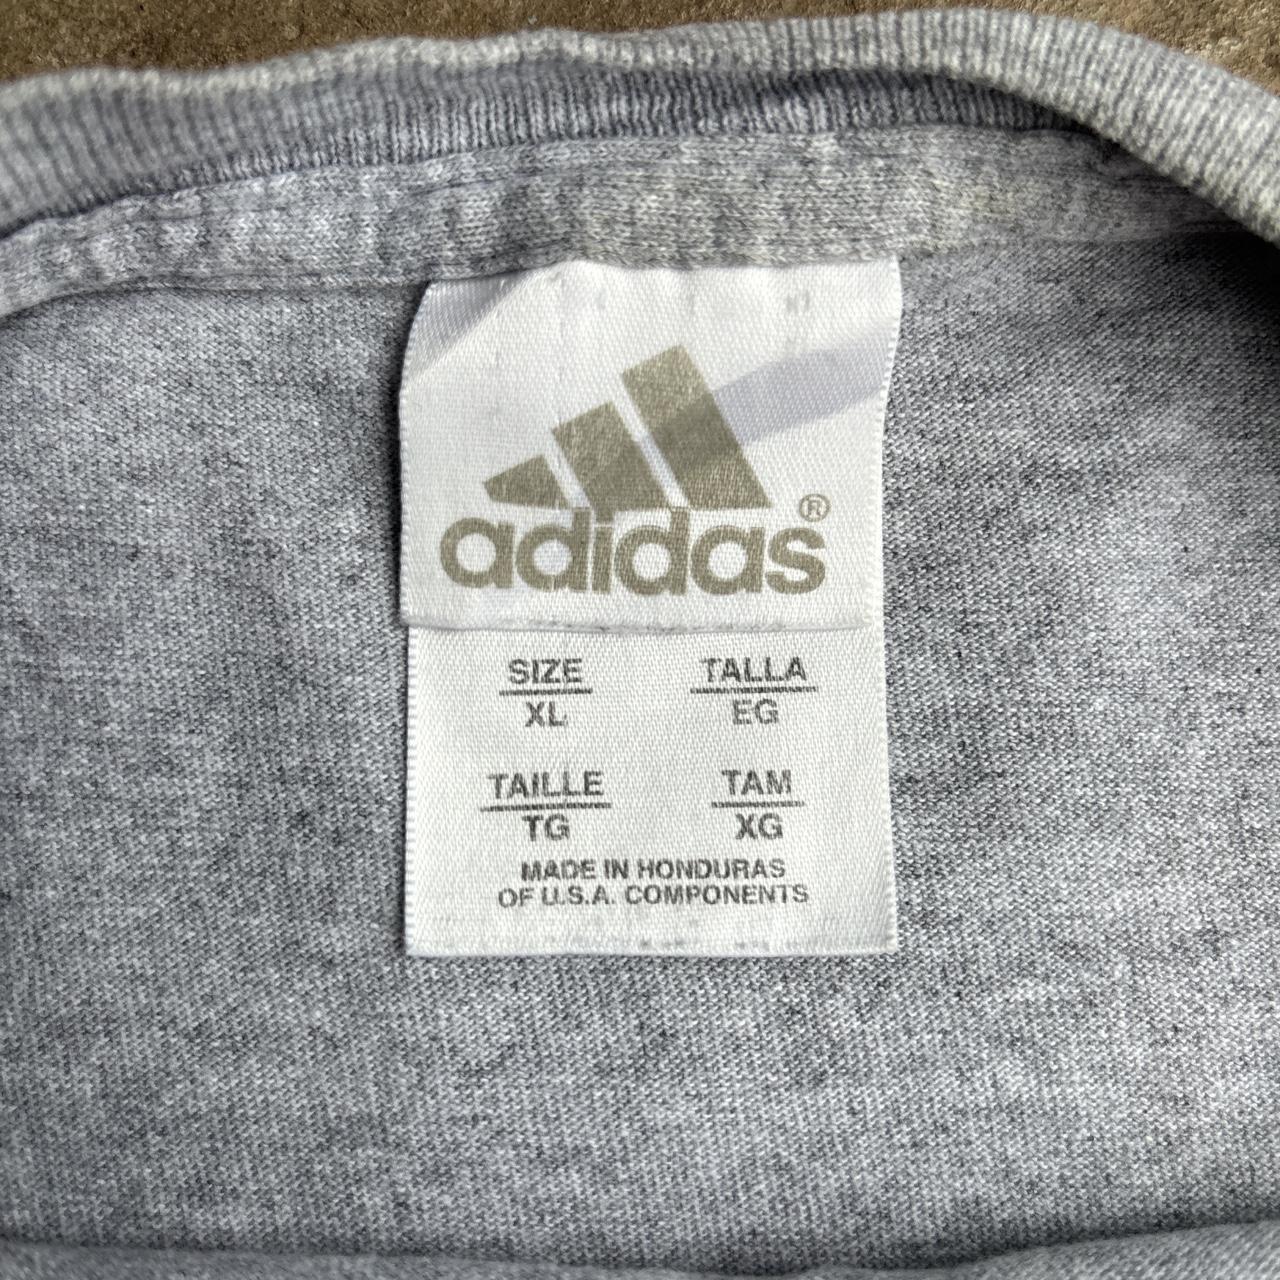 adidas®
SIZE TALLA
XL EG
TAILLE TAM
TG XG
MADE IN HONDURAS
OF U.S.A. COMPONENTS